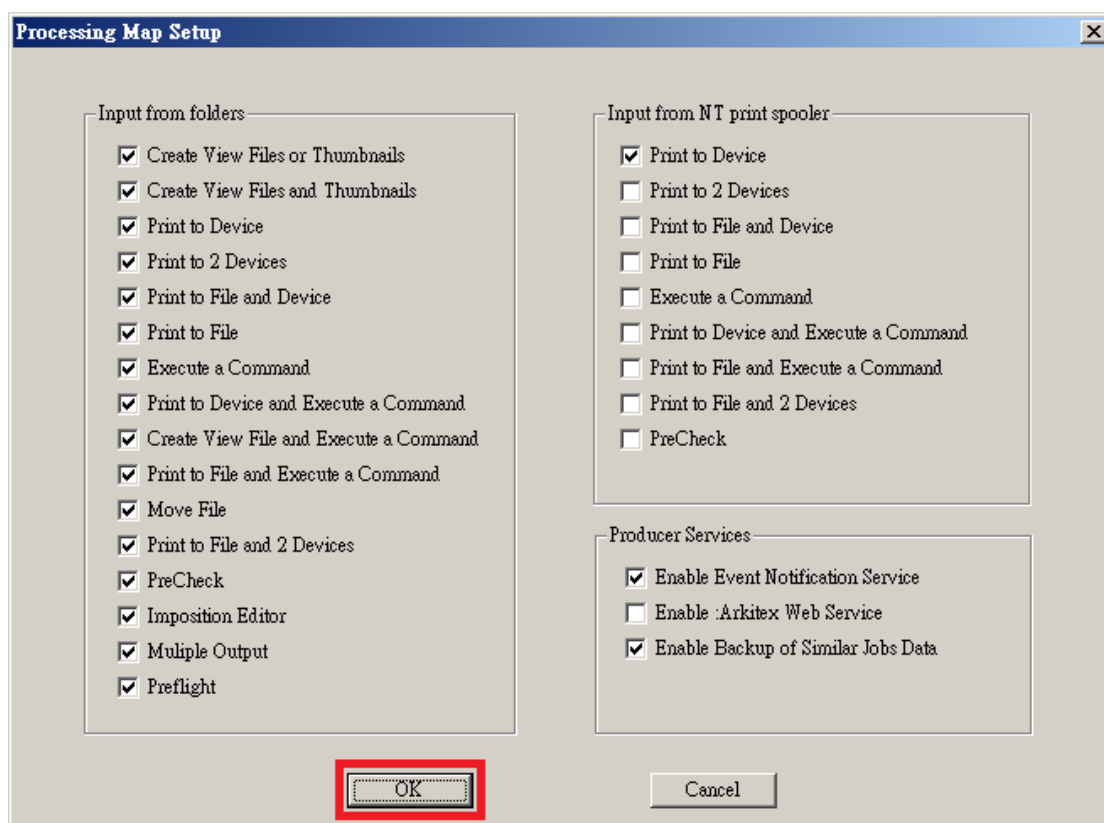 Processing Map Setup
Input from folders
Create View Files or Thumbnails
Create View Files and Thumbnails
Print to Device
Print to 2 Devices
Print to File and Device
Print to File
Execute a Command
Print to Device and Execute a Command
Create View File and Execute a Command
Print to File and Execute a Command
Move File
Print to File and 2 Devices
PreCheck
Imposition Editor
Muliple Output
Preflight
Input from NT print spooler
Print to Device
Print to 2 Devices
Print to File and Device
Print to File
Execute a Command
Print to Device and Execute a Command
Print to File and Execute a Command
Print to File and 2 Devices
PreCheck
Producer Services
Enable Event Notification Service
Enable :Arkitex Web Service
Enable Backup of Similar Jobs Data
OK
Cancel